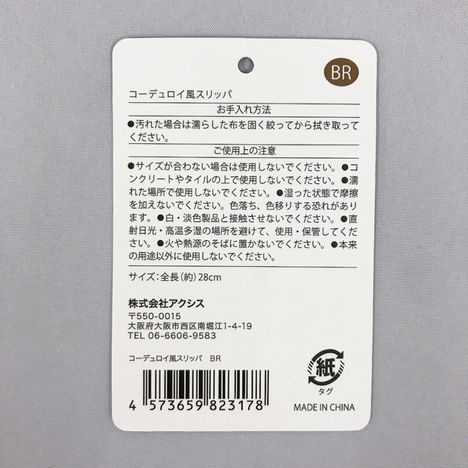 BR
コーデュロイ風スリッパ
お手入れ方法
●汚れた場合は濡らした布を固く絞ってから拭き取って
ください。
ご使用上の注意
●サイズが合わない場合は使用しないでください。●コ
ンクリートやタイルの上で使用しないでください。●濡
れた場所で使用しないでください。●湿った状態で摩擦
を加えないでください。色落ち、色移りする恐れがあり
ます。●白・淡色製品と接触させないでください。●直
射日光・高温多湿の場所を避けて、使用・保管してくだ
さい。●火や熱源のそばに置かないでください。●本来
の用途以外に使用しないでください。
サイズ：全長（約）28cm
株式会社アクシス
〒550-0015
大阪府大阪市西区南堀江1-4-19
TEL 06-6606-9583
コーデュロイ風スリッパ BR
4 573659 823178
紙
タグ
MADE IN CHINA